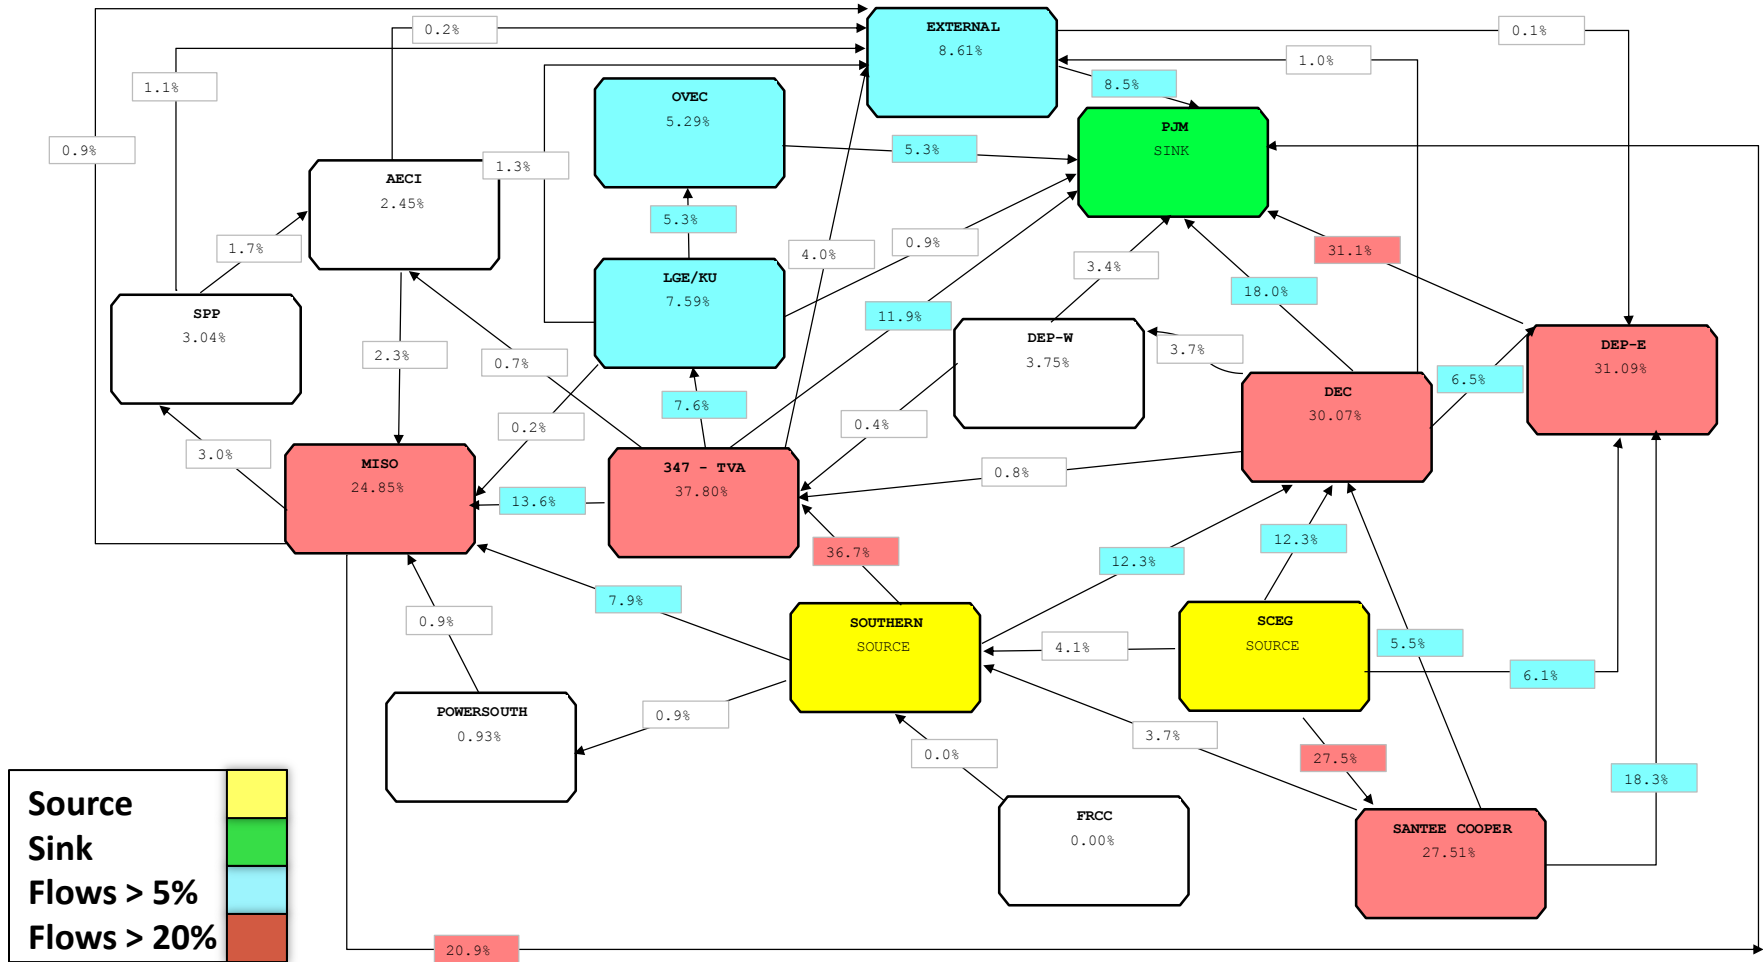 0.2%
EXTERNAL
8.61%
0.1%
1.0%
1.1%
8.5%
OVEC
5.29%
PJM
SINK
0.9%
5.3%
1.3%
AECI
2.45%
5.3%
0.9%
1.7%
4.0%
31.1%
3.4%
LGE/KU
7.59%
18.0%
SPP
3.04%
11.9%
DEP-W
3.75%
3.7%
DEP-E
31.09%
2.3%
0.7%
6.5%
DEC
30.07%
7.6%
0.2%
0.4%
3.0%
MISO
24.85%
347 - TVA
37.80%
0.8%
13.6%
36.7%
12.3%
12.3%
7.9%
0.9%
SOUTHERN
SOURCE
4.1%
SCEG
SOURCE
5.5%
6.1%
POWERSOUTH
0.93%
0.9%
3.7%
0.0%
27.5%
18.3%
FRCC
0.00%
SANTEE COOPER
27.51%
Source
Sink
Flows > 5%
Flows > 20%
20.9%